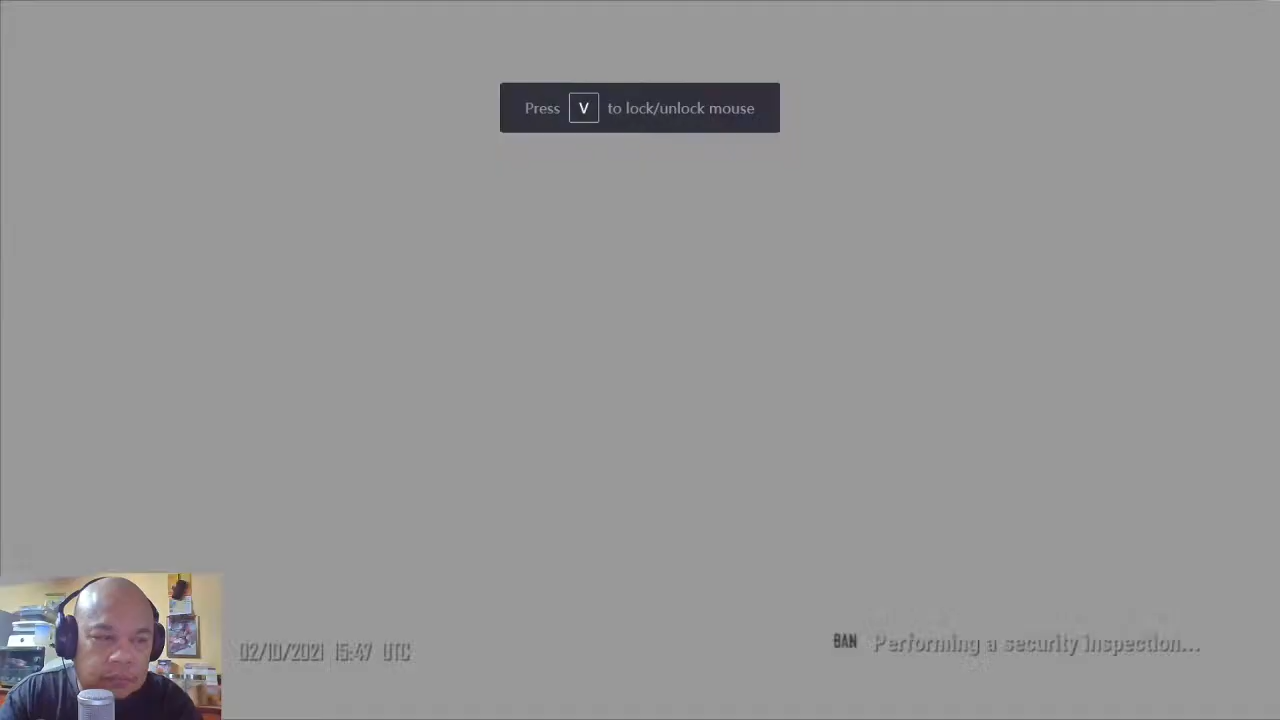 Press V to lock/unlock mouse
BAN Performing a security inspection...
02/10/2021 15:47 UTC